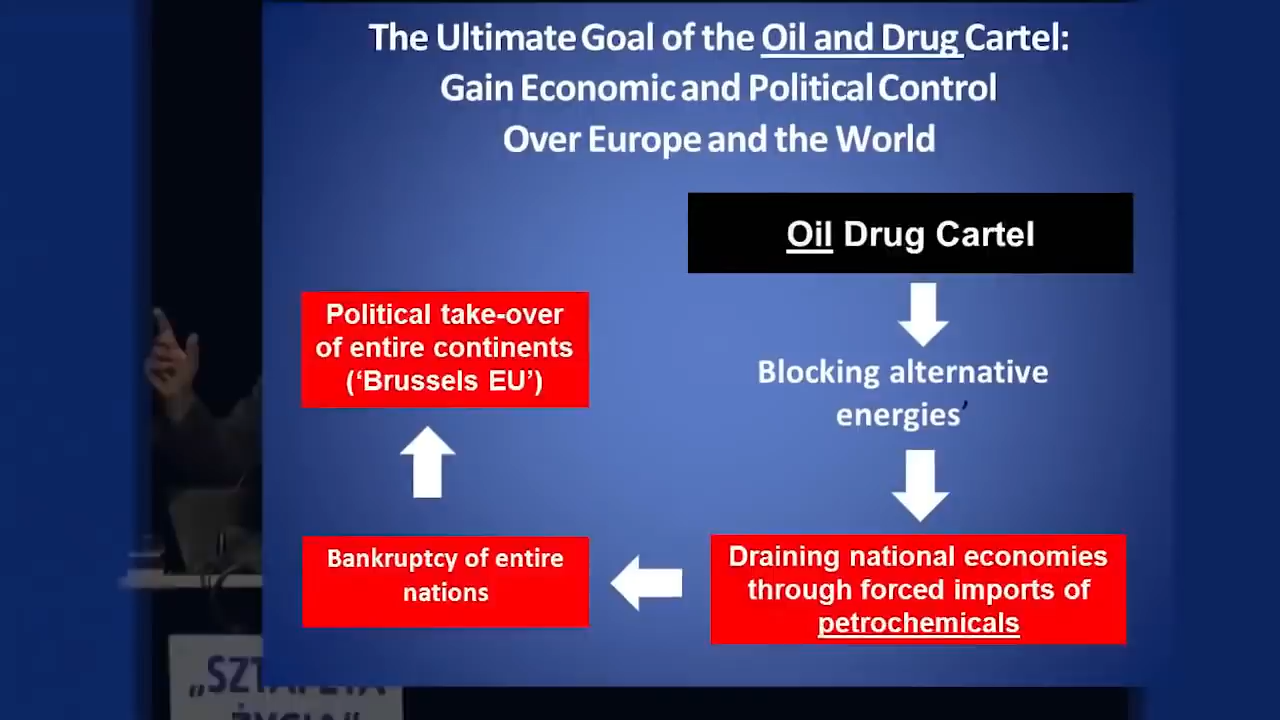 The Ultimate Goal of the Oil and Drug Cartel:
Gain Economic and Political Control
Over Europe and the World
Oil Drug Cartel
Blocking alternative
energies’
Draining national economies
through forced imports of
petrochemicals
Bankruptcy of entire
nations
Political take-over
of entire continents
(‘Brussels EU’)
„SZTAFETA
ŻYCIA”